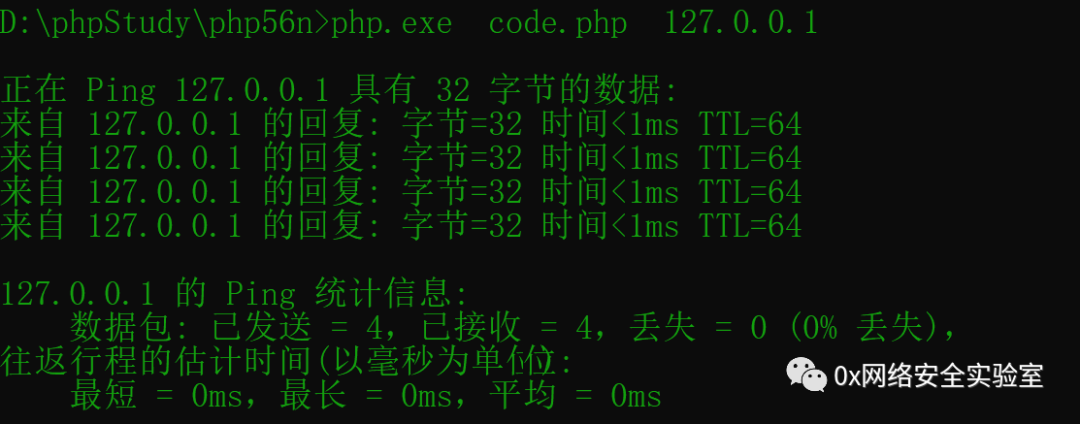 D:\phpStudy\php56n>php.exe  code.php  127.0.0.1
正在 Ping 127.0.0.1 具有 32 字节的数据:
来自 127.0.0.1 的回复: 字节=32 时间<1ms TTL=64
来自 127.0.0.1 的回复: 字节=32 时间<1ms TTL=64
来自 127.0.0.1 的回复: 字节=32 时间<1ms TTL=64
来自 127.0.0.1 的回复: 字节=32 时间<1ms TTL=64
127.0.0.1 的 Ping 统计信息:
数据包: 已发送 = 4，已接收 = 4，丢失 = 0 (0% 丢失)，
往返行程的估计时间(以毫秒为单位):
最短 = 0ms，最长 = 0ms，平均 = 0ms
0x网络安全实验室